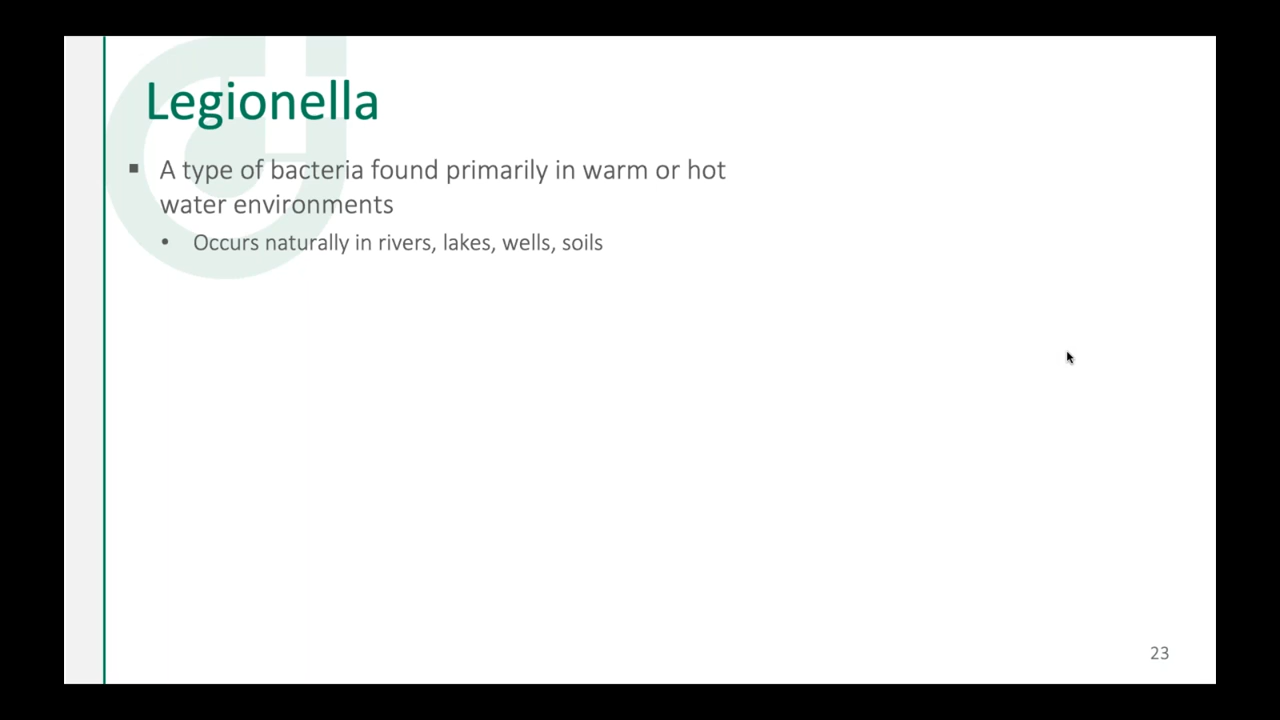 Legionella
▪ A type of bacteria found primarily in warm or hot
water environments
• Occurs naturally in rivers, lakes, wells, soils
23